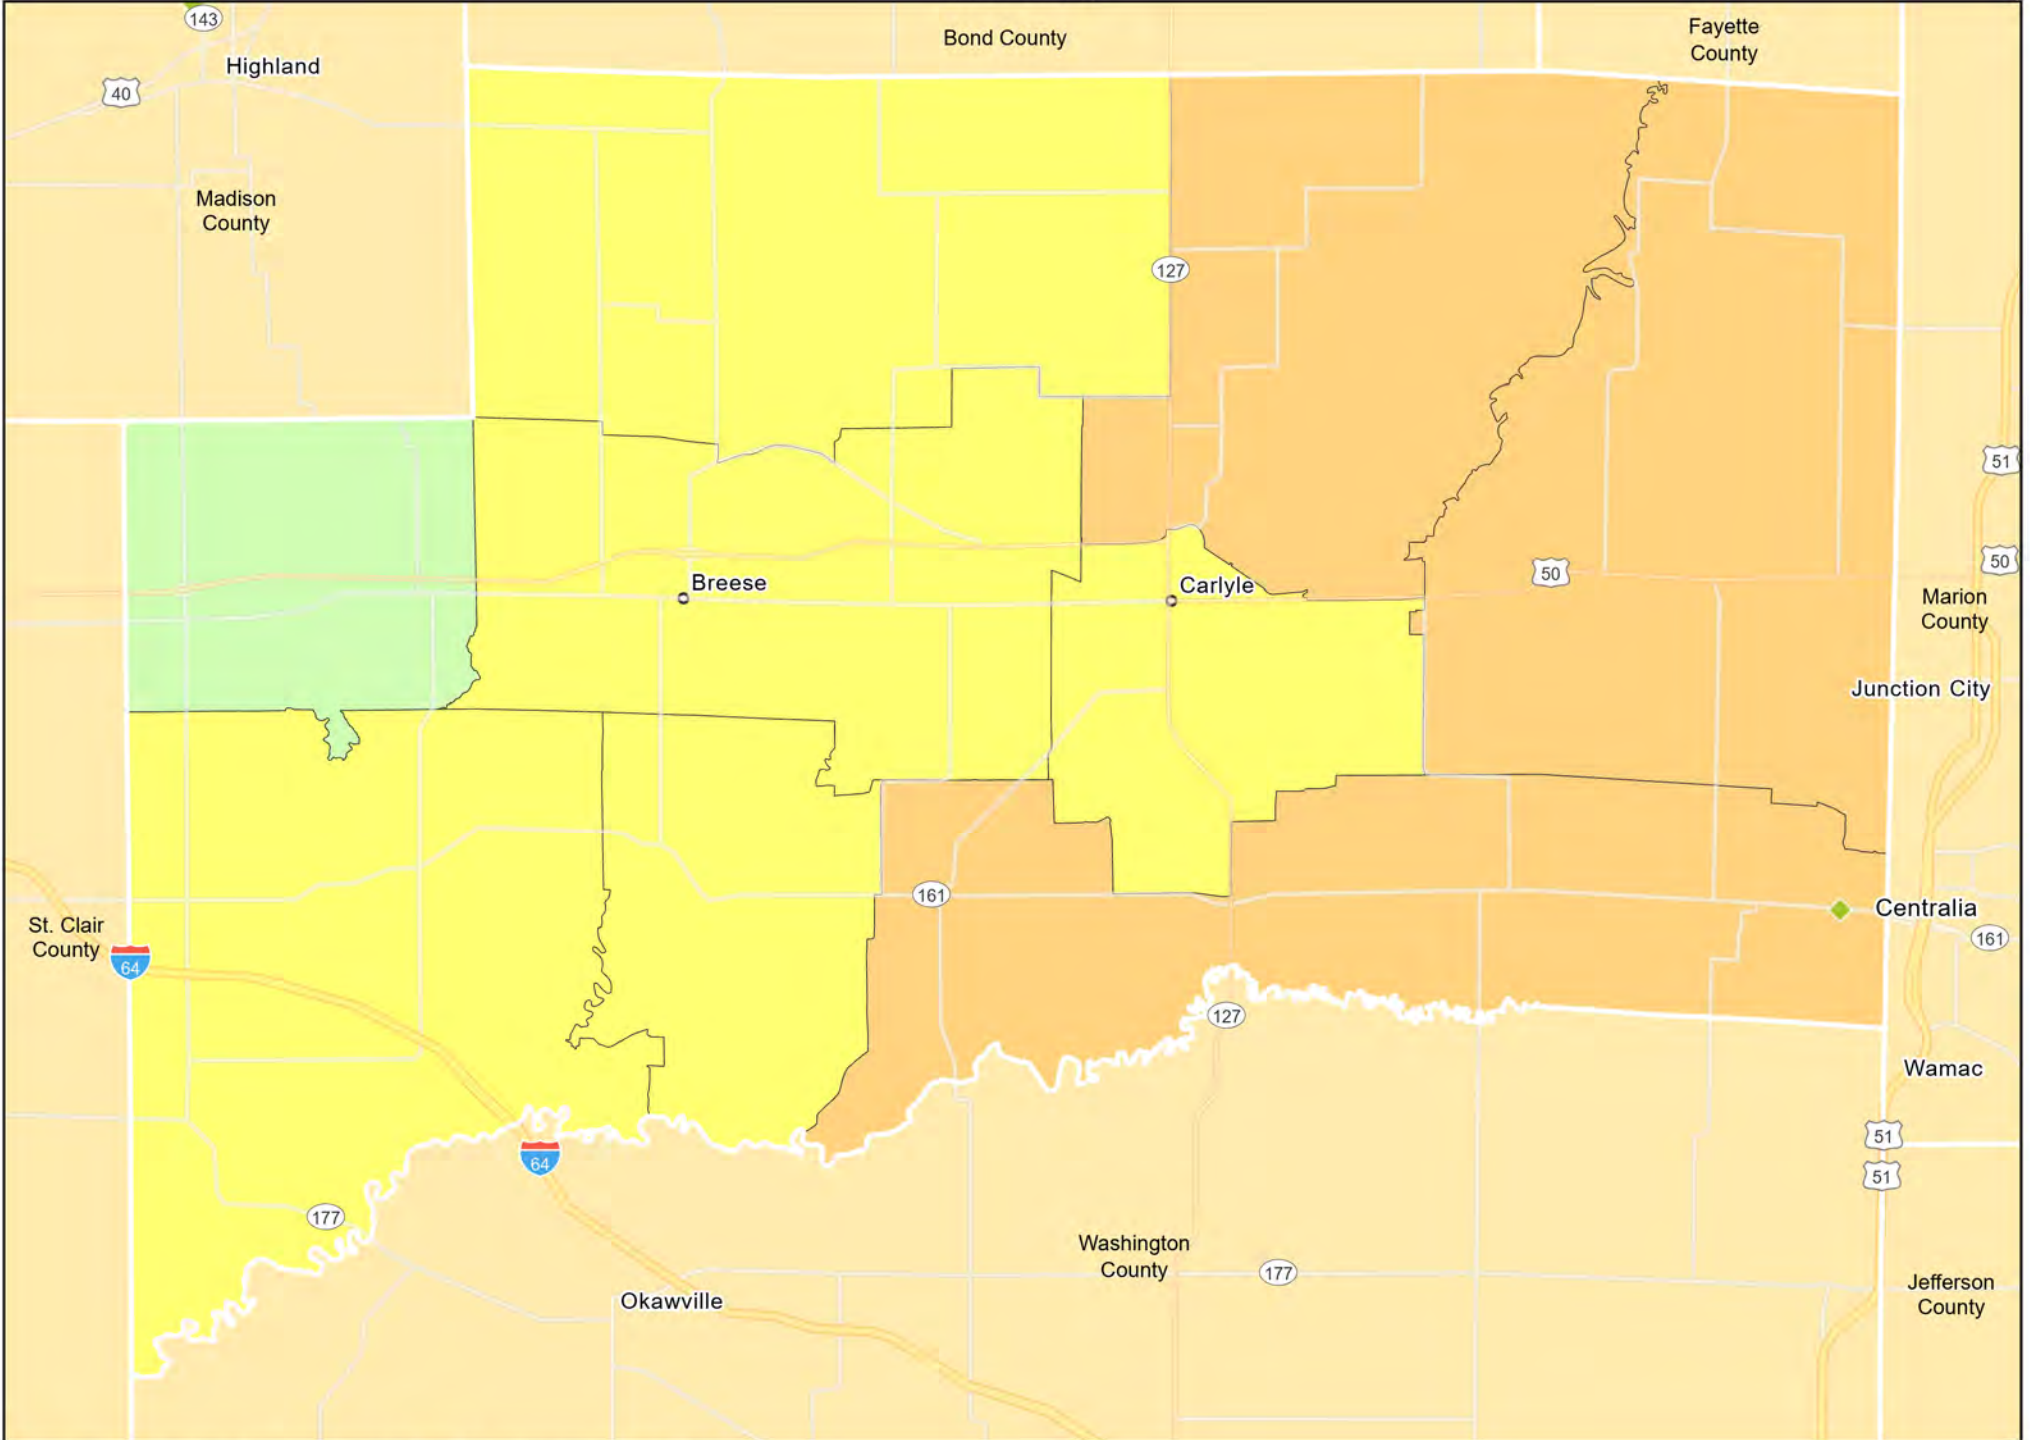 143
Bond County
Fayette
County
Highland
40
Madison
County
127
51
50
50
Breese
Carlyle
Marion
County
Junction City
161
Centralia
161
St. Clair
County
64
127
Wamac
51
64
51
177
Washington
County
177
Okawville
Jefferson
County